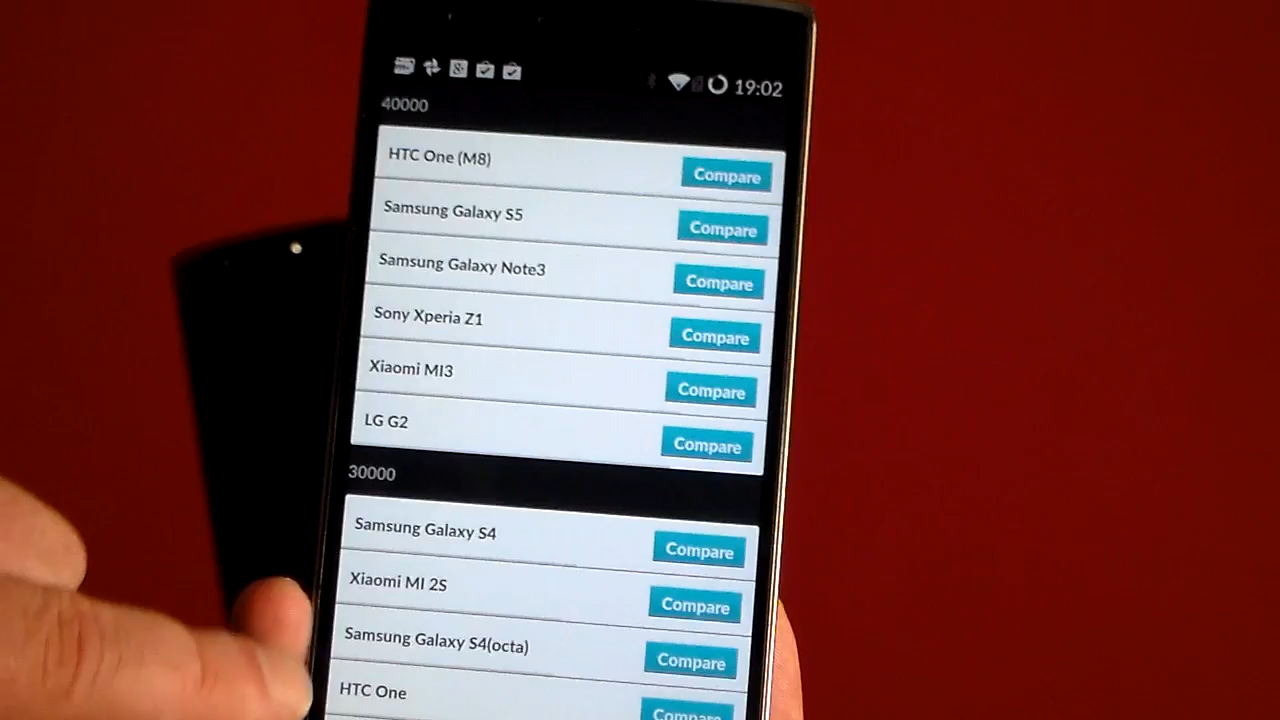 19:02
40000
HTC One (M8) Compare
Samsung Galaxy S5 Compare
Samsung Galaxy Note3 Compare
Sony Xperia Z1 Compare
Xiaomi MI3 Compare
LG G2 Compare
30000
Samsung Galaxy S4 Compare
Xiaomi MI 2S Compare
Samsung Galaxy S4(octa) Compare
HTC One Compare